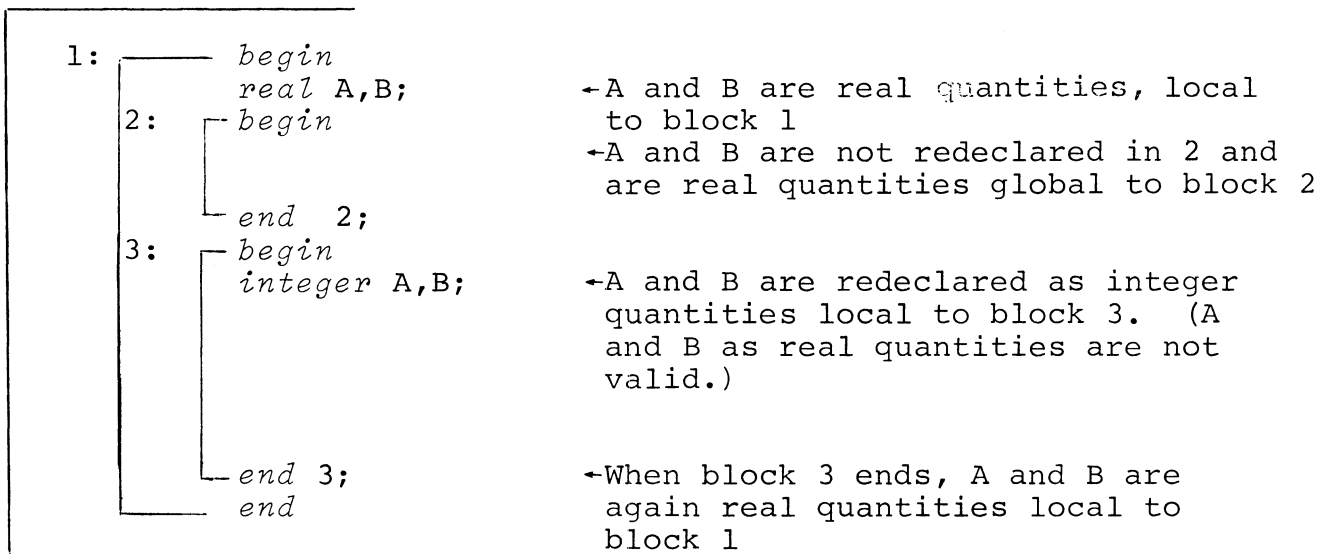 1: begin
real A,B; ←A and B are real quantities, local
2: begin to block 1
←A and B are not redeclared in 2 and
are real quantities global to block 2
end 2;
3: begin
integer A,B; ←A and B are redeclared as integer
quantities local to block 3. (A
and B as real quantities are not
valid.)
end 3; ←When block 3 ends, A and B are
end again real quantities local to
block 1